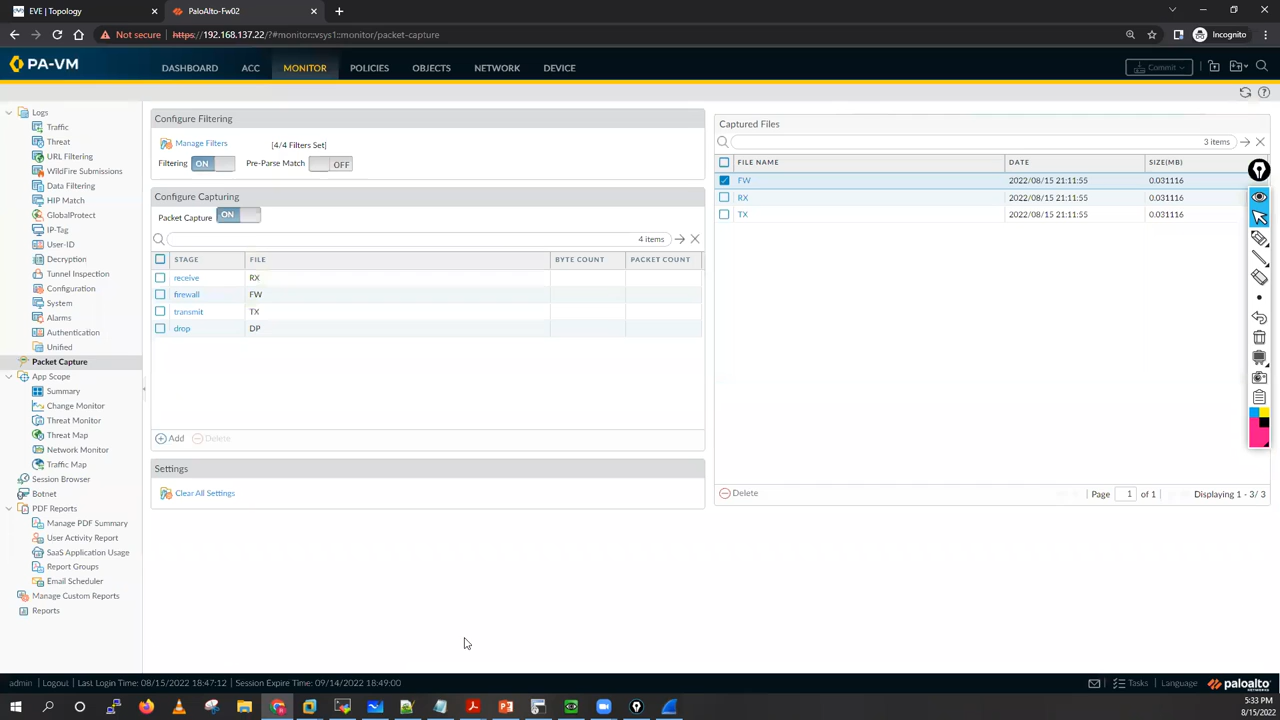 EVE | Topology
PaloAlto-Fw02
Not secure
https://192.168.137.22/?#monitor::vsys1::monitor/packet-capture
Incognito
PA-VM
DASHBOARD
ACC
MONITOR
POLICIES
OBJECTS
NETWORK
DEVICE
Commit
Logs
Traffic
Threat
URL Filtering
WildFire Submissions
Data Filtering
HIP Match
GlobalProtect
IP-Tag
User-ID
Decryption
Tunnel Inspection
Configuration
System
Alarms
Authentication
Unified
Packet Capture
App Scope
Summary
Change Monitor
Threat Monitor
Threat Map
Network Monitor
Traffic Map
Session Browser
Botnet
PDF Reports
Manage PDF Summary
User Activity Report
SaaS Application Usage
Report Groups
Email Scheduler
Manage Custom Reports
Reports
Configure Filtering
Manage Filters [4/4 Filters Set]
Filtering ON Pre-Parse Match OFF
Configure Capturing
Packet Capture ON
4 items
STAGE FILE BYTE COUNT PACKET COUNT
receive RX
firewall FW
transmit TX
drop DP
Add Delete
Settings
Clear All Settings
Captured Files
3 items
FILE NAME DATE SIZE(MB)
FW 2022/08/15 21:11:55 0.031116
RX 2022/08/15 21:11:55 0.031116
TX 2022/08/15 21:11:55 0.031116
Delete Page 1 of 1 Displaying 1 - 3/ 3
admin | Logout | Last Login Time: 08/15/2022 18:47:12 | Session Expire Time: 09/14/2022 18:49:00
Tasks | Language
paloalto
NETWORKS
5:33 PM
8/15/2022